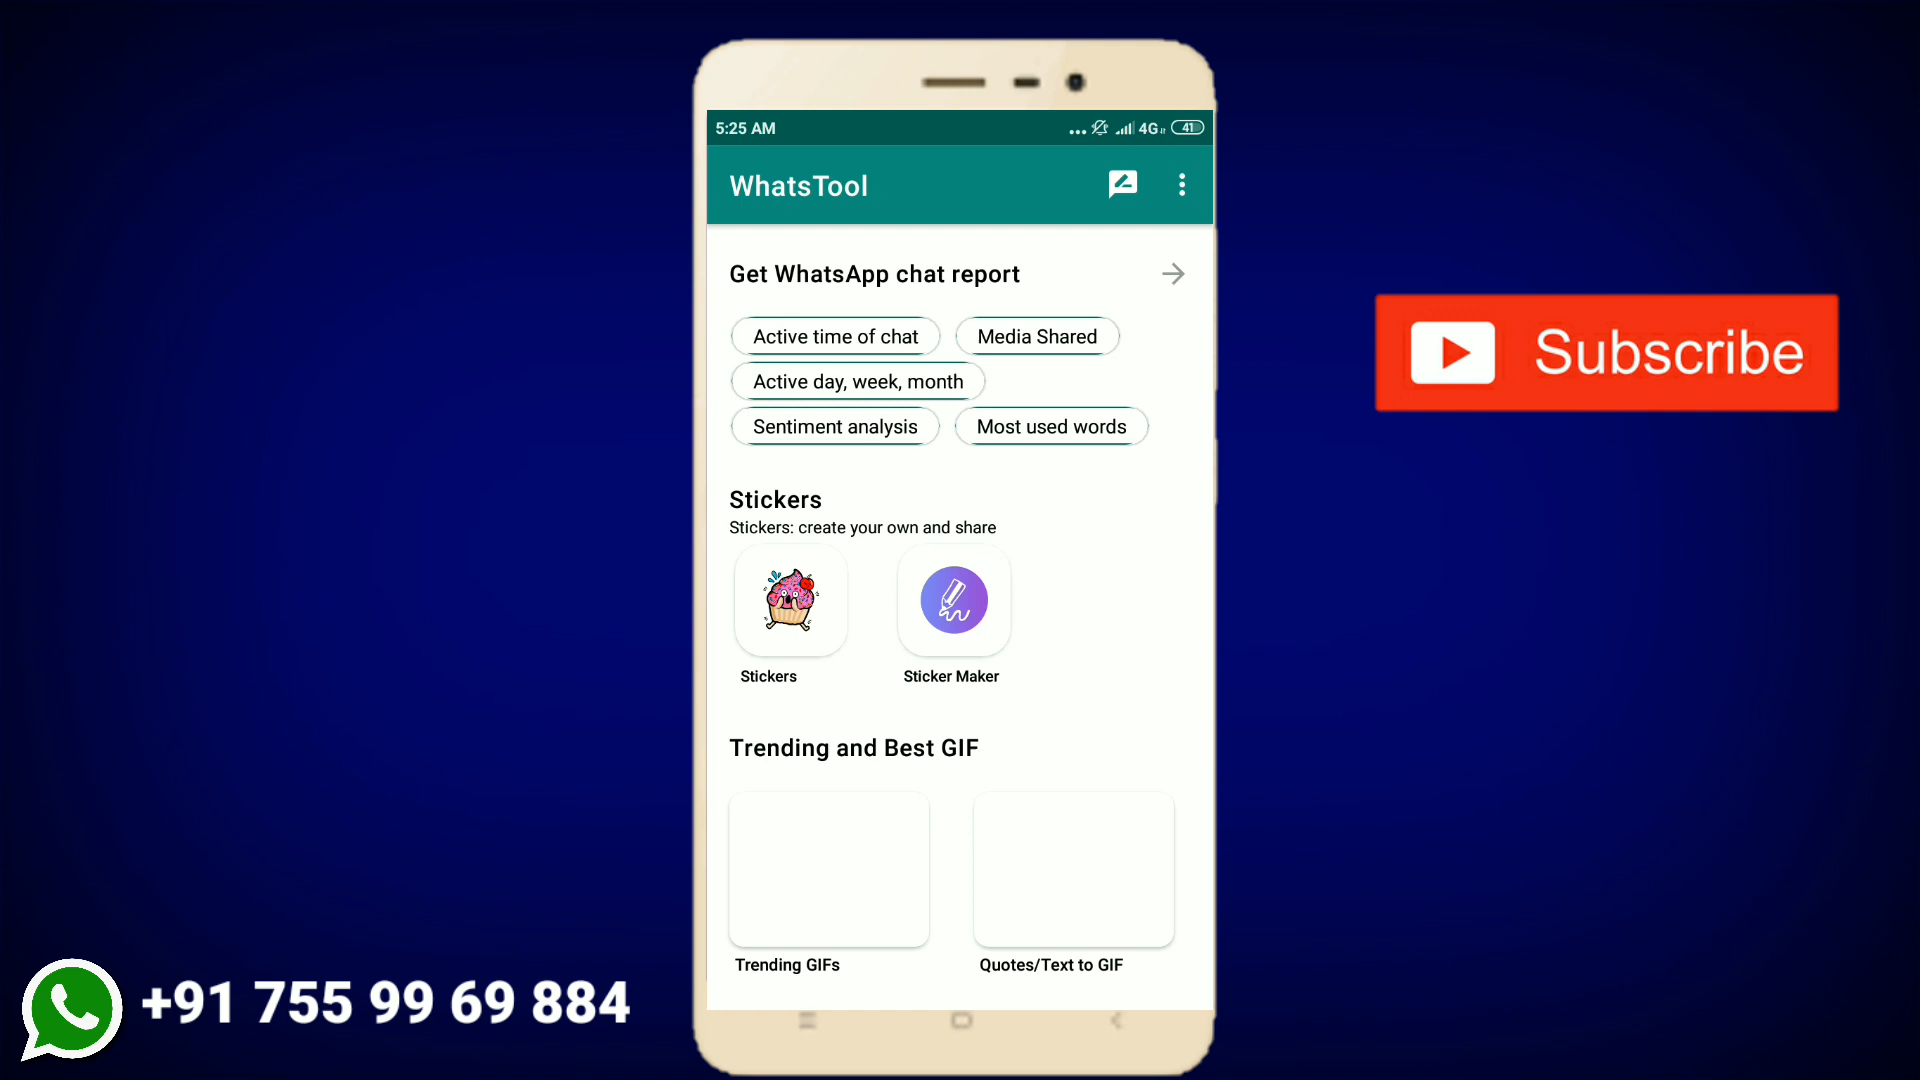 5:25 AM
4G
41
WhatsTool
Get WhatsApp chat report
Active time of chat
Media Shared
Active day, week, month
Sentiment analysis
Most used words
Subscribe
Stickers
Stickers: create your own and share
Stickers
Sticker Maker
Trending and Best GIF
Trending GIFs
Quotes/Text to GIF
+91 755 99 69 884